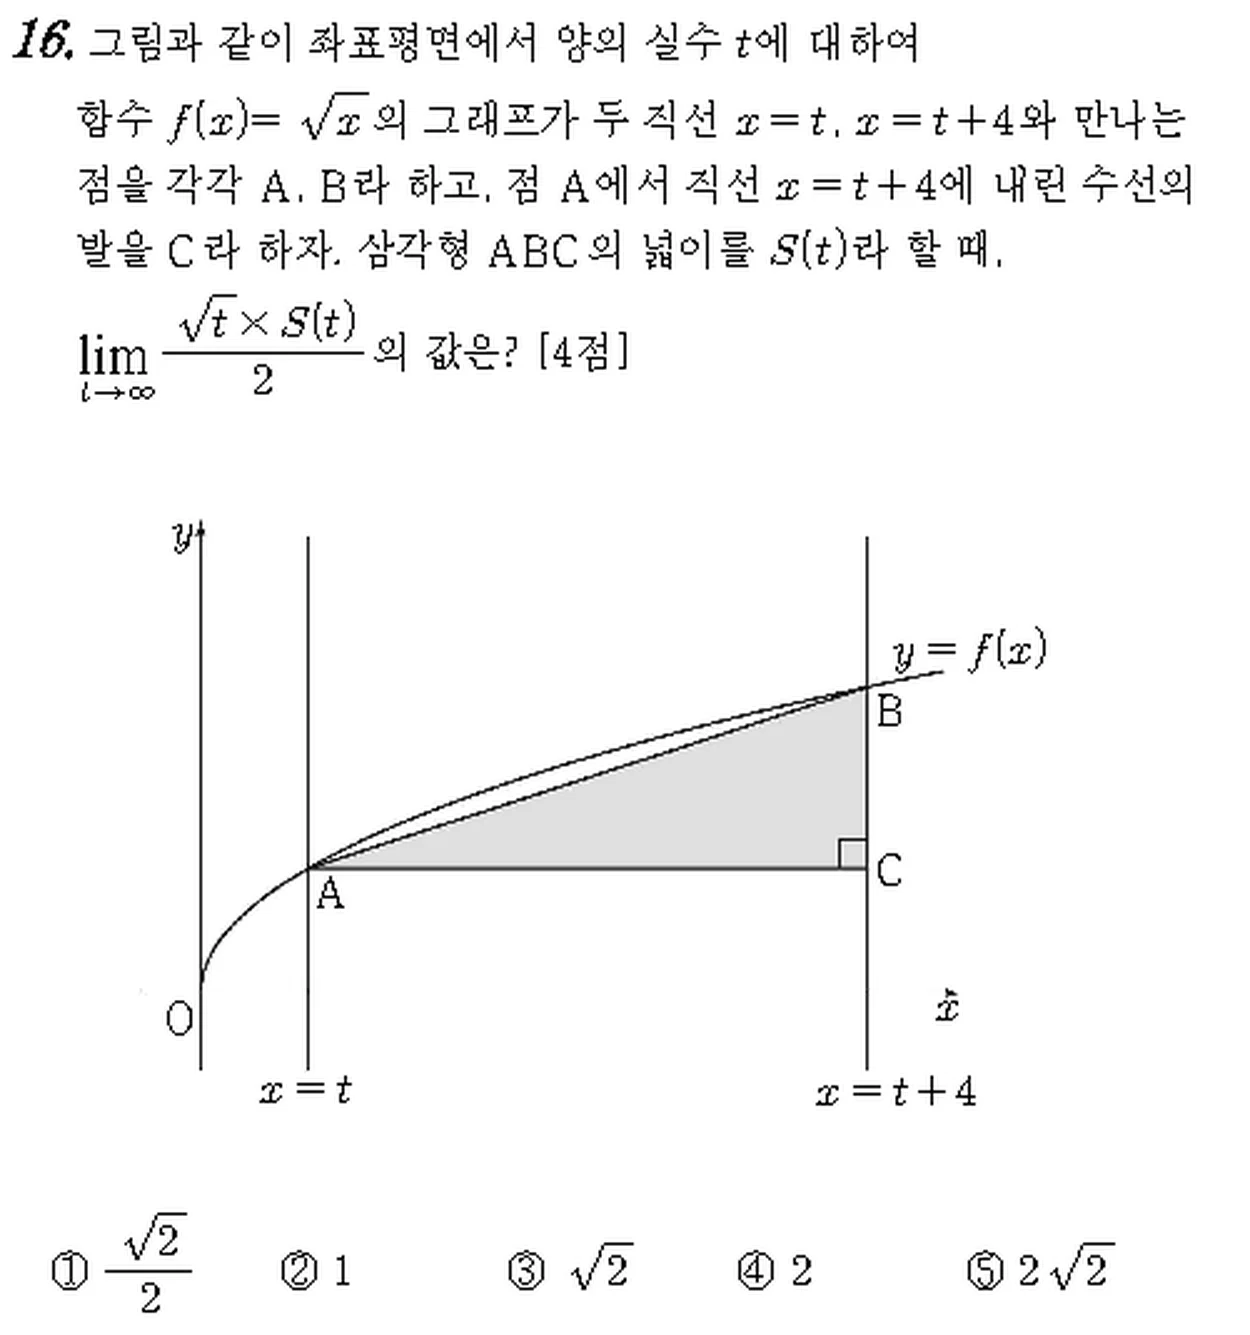 16. 그림과 같이 좌표평면에서 양의 실수 t에 대하여
함수 f(x)= √x 의 그래프가 두 직선 x=t, x=t+4와 만나는
점을 각각 A, B라 하고, 점 A에서 직선 x=t+4에 내린 수선의
발을 C라 하자. 삼각형 ABC의 넓이를 S(t)라 할 때,
lim t→∞ (√t × S(t))/2 의 값은? [4점]
y
y = f(x)
B
C
A
O
x
x = t
x = t+4
① √2/2 ② 1 ③ √2 ④ 2 ⑤ 2√2